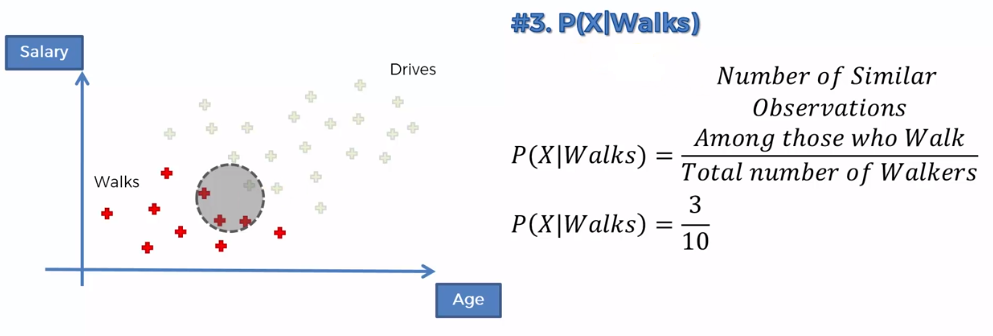 #3. P(X|Walks)
Salary
Drives
Walks
Age
Number of Similar
Observations
Among those who Walk
P(X|Walks) =
Total number of Walkers
3
P(X|Walks) =
10